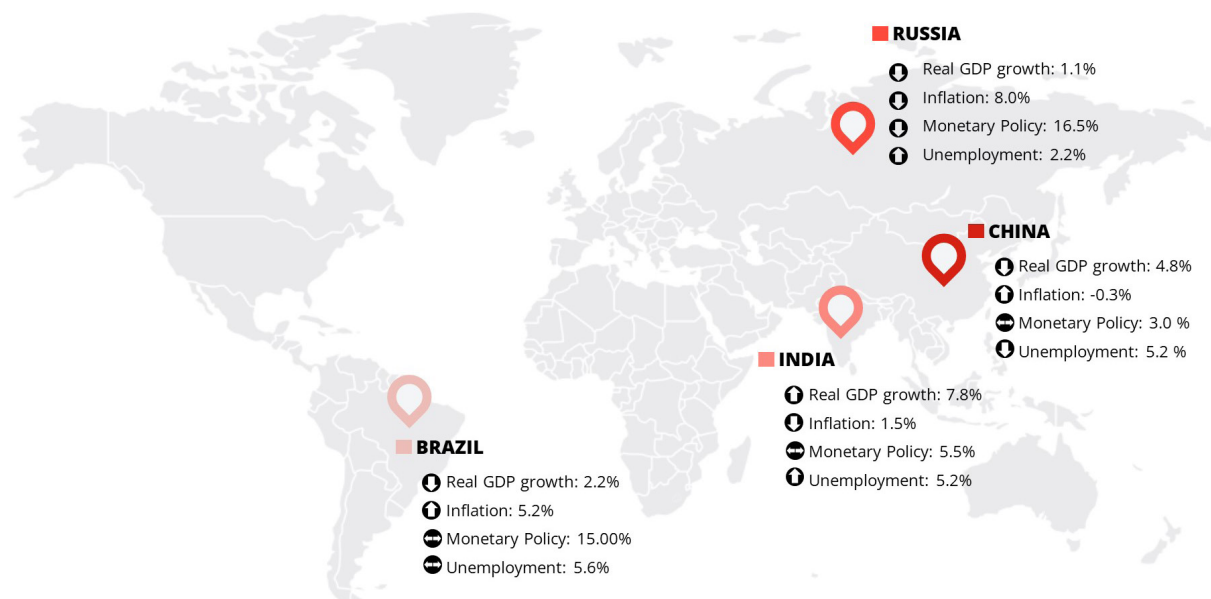 RUSSIA
Real GDP growth: 1.1%
Inflation: 8.0%
Monetary Policy: 16.5%
Unemployment: 2.2%
CHINA
Real GDP growth: 4.8%
Inflation: -0.3%
Monetary Policy: 3.0 %
Unemployment: 5.2 %
INDIA
Real GDP growth: 7.8%
Inflation: 1.5%
Monetary Policy: 5.5%
Unemployment: 5.2%
BRAZIL
Real GDP growth: 2.2%
Inflation: 5.2%
Monetary Policy: 15.00%
Unemployment: 5.6%